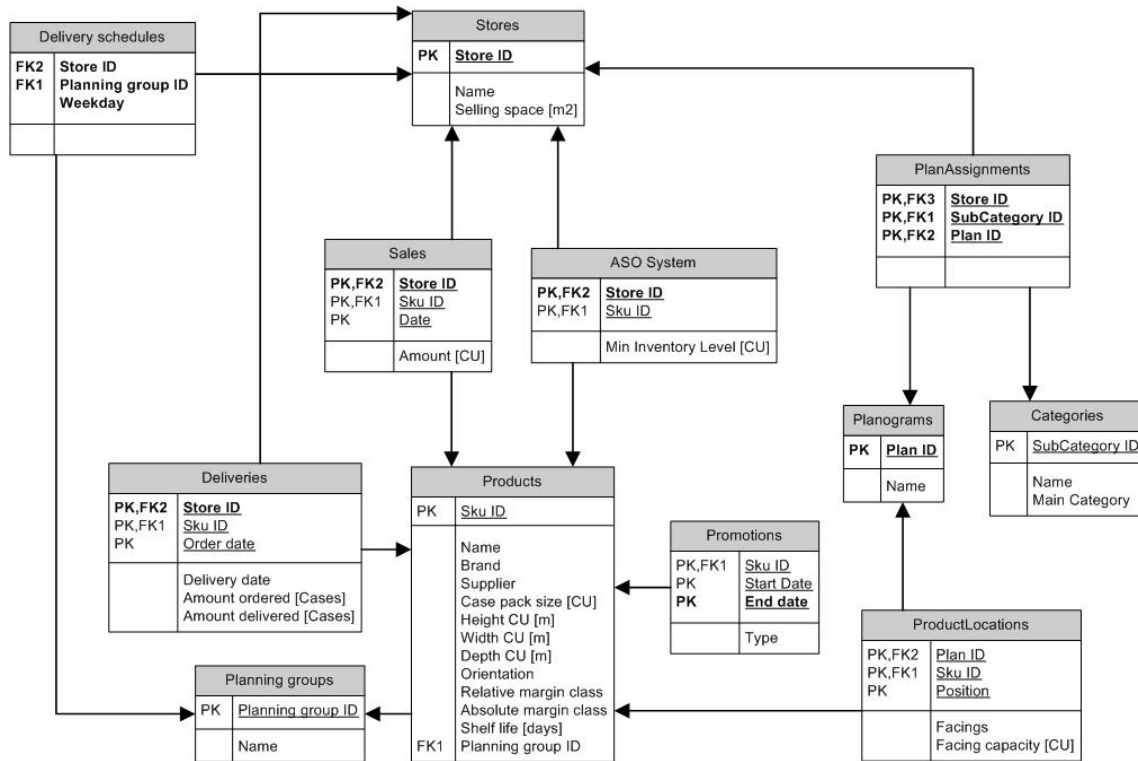 Delivery schedules
FK2 Store ID
FK1 Planning group ID
Weekday
Stores
PK Store ID
Name
Selling space [m2]
PlanAssignments
PK,FK3 Store ID
PK,FK1 SubCategory ID
PK,FK2 Plan ID
Sales
PK,FK2 Store ID
PK,FK1 Sku ID
PK Date
Amount [CU]
ASO System
PK,FK2 Store ID
PK,FK1 Sku ID
Min Inventory Level [CU]
Planograms
PK Plan ID
Name
Categories
PK SubCategory ID
Name
Main Category
Deliveries
PK,FK2 Store ID
PK,FK1 Sku ID
PK Order date
Delivery date
Amount ordered [Cases]
Amount delivered [Cases]
Products
PK Sku ID
Name
Brand
Supplier
Case pack size [CU]
Height CU [m]
Width CU [m]
Depth CU [m]
Orientation
Relative margin class
Absolute margin class
Shelf life [days]
FK1 Planning group ID
Promotions
PK,FK1 Sku ID
PK Start Date
PK End date
Type
ProductLocations
PK,FK2 Plan ID
PK,FK1 Sku ID
PK Position
Facings
Facing capacity [CU]
Planning groups
PK Planning group ID
Name